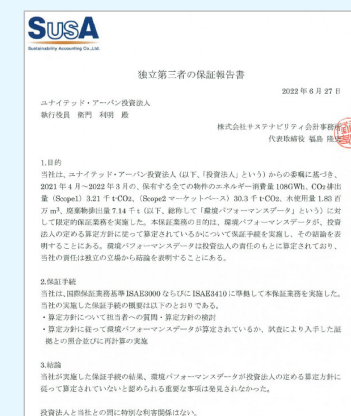 SUSA
Sustainability Accounting Co.,Ltd.
独立第三者の保証報告書
2022年6月27日
ユナイテッド・アーバン投資法人
執行役員 衛門 利明 殿
株式会社サステナビリティ会計事務所
代表取締役 福島 隆史
1.目的
当社は、ユナイテッド・アーバン投資法人（以下、「投資法人」という）からの委嘱に基づき、
2021年4月～2022年3月の、保有する全ての物件のエネルギー消費量108GWh、CO₂排出
量（Scope1）3.21千t-CO2、（Scope2マーケットベース）30.3千t-CO2、水使用量1.83百
万m³、廃棄物排出量7.14千t（以下、総称して「環境パフォーマンスデータ」という）に対
して限定的保証業務を実施した。本保証業務の目的は、環境パフォーマンスデータが、投資
法人の定める算定方針に従って算定されているかについて保証手続を実施し、その結論を表
明することにある。環境パフォーマンスデータは投資法人の責任のもとに算定されており、
当社の責任は独立の立場から結論を表明することにある。
2.保証手続
当社は、国際保証業務基準ISAE3000ならびにISAE3410に準拠して本保証業務を実施した。
当社の実施した保証手続の概要は以下のとおりである。
・算定方針について担当者への質問・算定方針の検討
・算定方針に従って環境パフォーマンスデータが算定されているか、試査により入手した証
拠との照合並びに再計算の実施
3.結論
当社が実施した保証手続の結果、環境パフォーマンスデータが投資法人の定める算定方針に
従って算定されていないと認められる重要な事項は発見されなかった。
投資法人と当社との間に特別な利害関係はない。